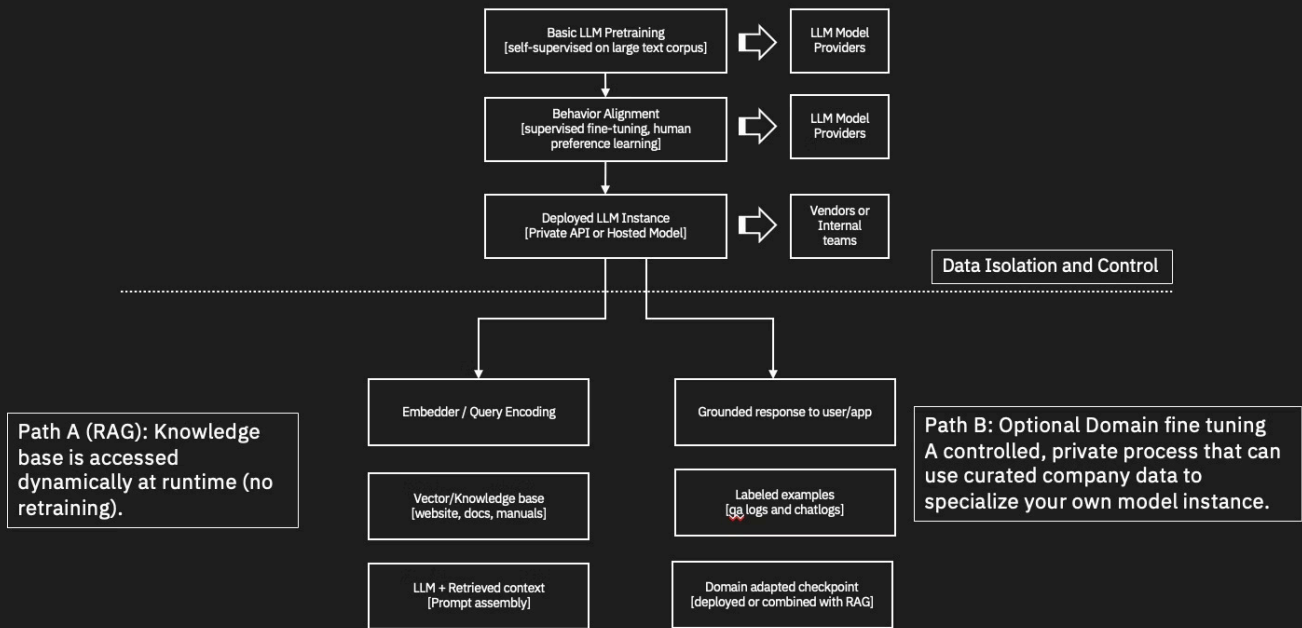 Basic LLM Pretraining
[self-supervised on large text corpus]
LLM Model
Providers
Behavior Alignment
[supervised fine-tuning, human
preference learning]
LLM Model
Providers
Deployed LLM Instance
[Private API or Hosted Model]
Vendors or
Internal
teams
Data Isolation and Control
Path A (RAG): Knowledge
base is accessed
dynamically at runtime (no
retraining).
Embedder / Query Encoding
Vector/Knowledge base
[website, docs, manuals]
LLM + Retrieved context
[Prompt assembly]
Grounded response to user/app
Labeled examples
[qa logs and chatlogs]
Domain adapted checkpoint
[deployed or combined with RAG]
Path B: Optional Domain fine tuning
A controlled, private process that can
use curated company data to
specialize your own model instance.